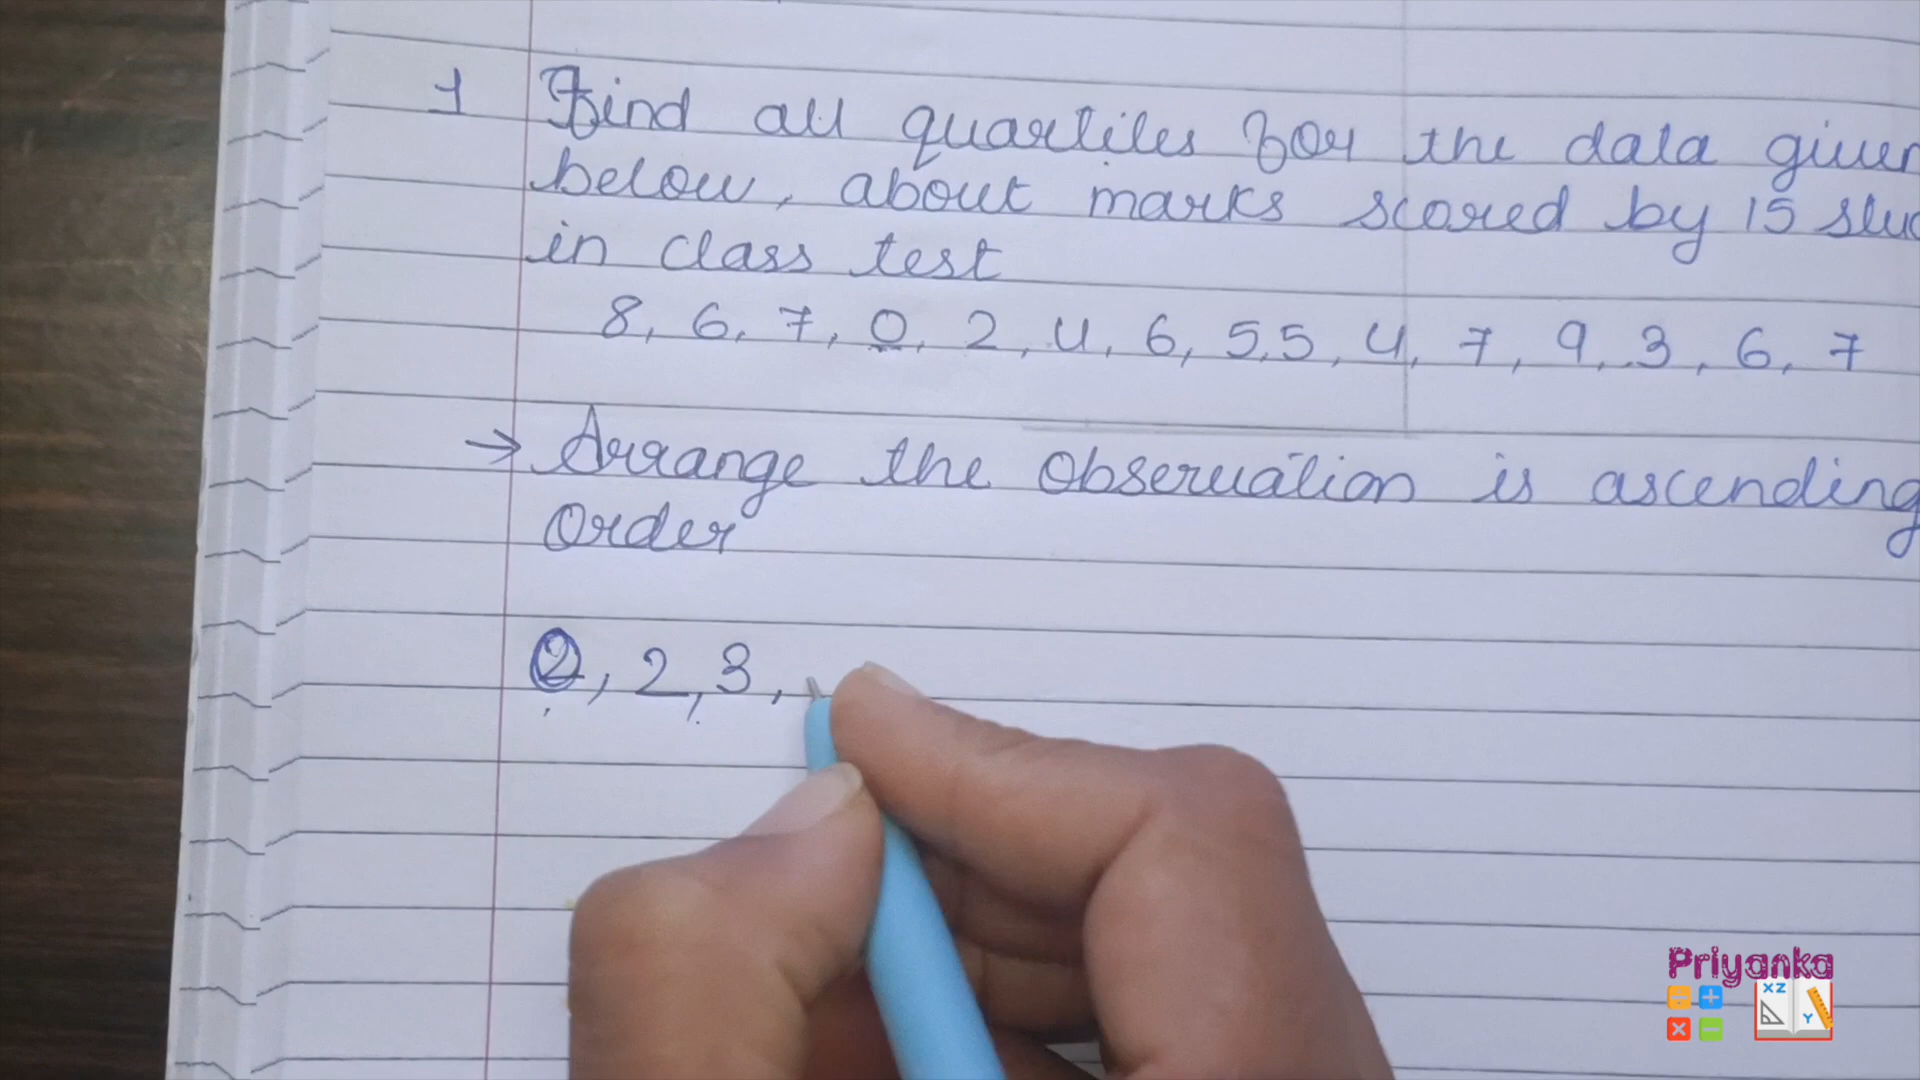 1 Find all quartiles for the data given
below, about marks scored by 15
in class test
8, 6, 7, 0, 2, 4, 6, 5, 5, 4, 7, 9, 3, 6, 7
→ Arrange the Observation is ascending
Order
0, 2, 3,
Priyanka
XZ
Y